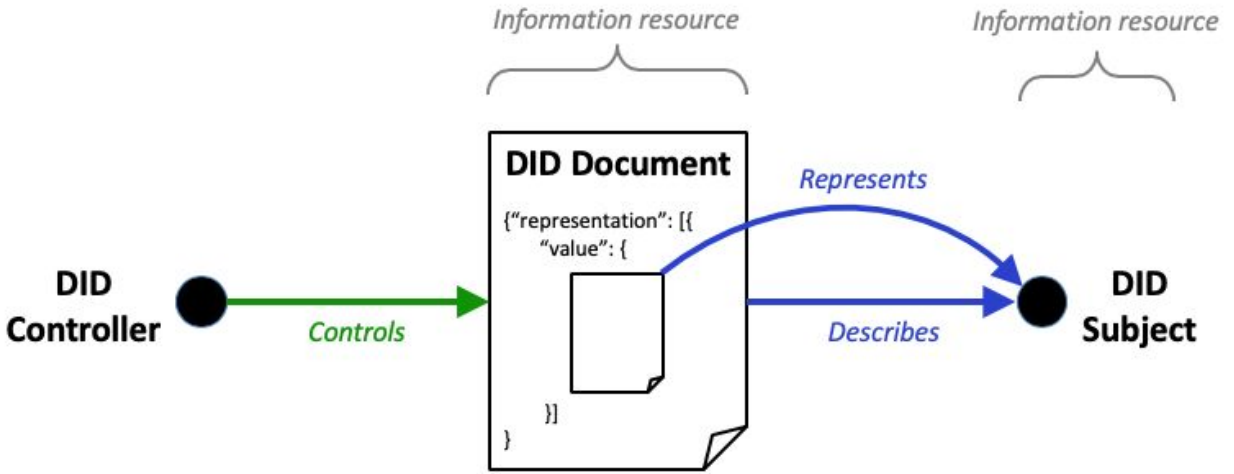 Information resource
Information resource
DID Document
Represents
{“representation”: [{
“value”: {
DID
Controller
Controls
Describes
DID
Subject
}]
}